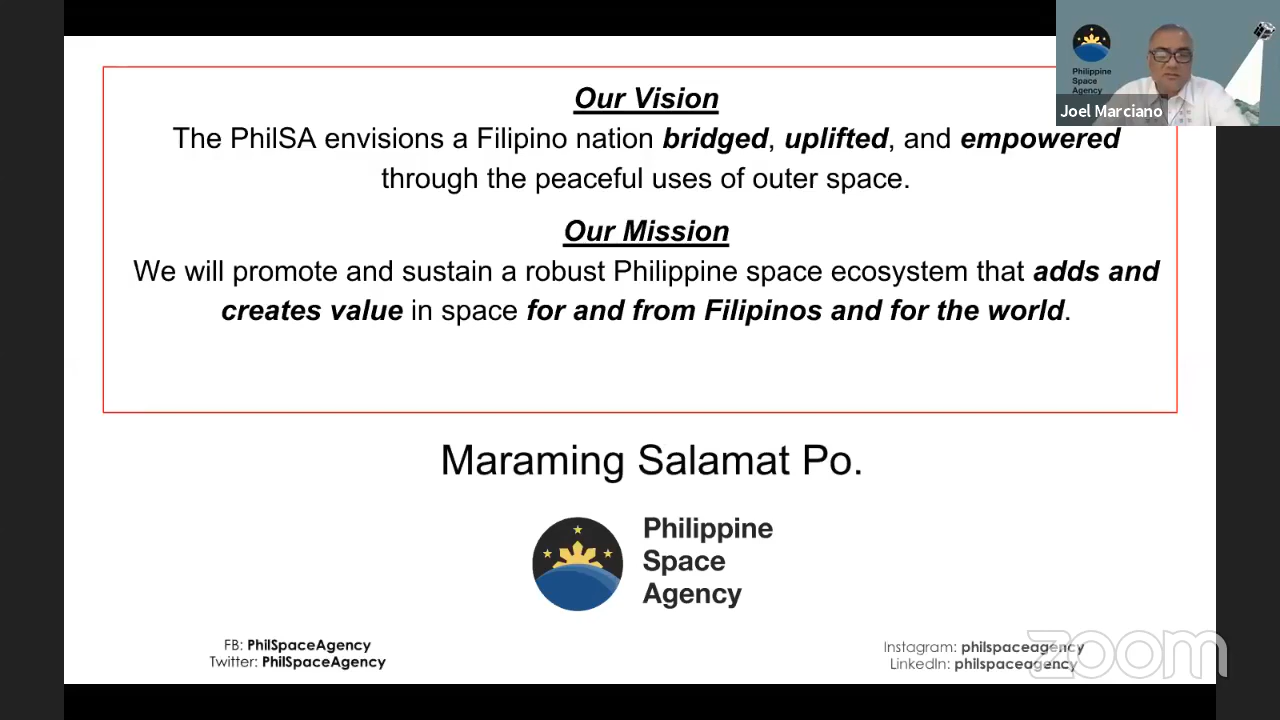 Our Vision
The PhilSA envisions a Filipino nation bridged, uplifted, and empowered
through the peaceful uses of outer space.
Our Mission
We will promote and sustain a robust Philippine space ecosystem that adds and
creates value in space for and from Filipinos and for the world.
Maraming Salamat Po.
Philippine
Space
Agency
FB: PhilSpaceAgency
Twitter: PhilSpaceAgency
Instagram: philspaceagency
LinkedIn: philspaceagency
zoom
Philippine
Space
Agency
Joel Marciano